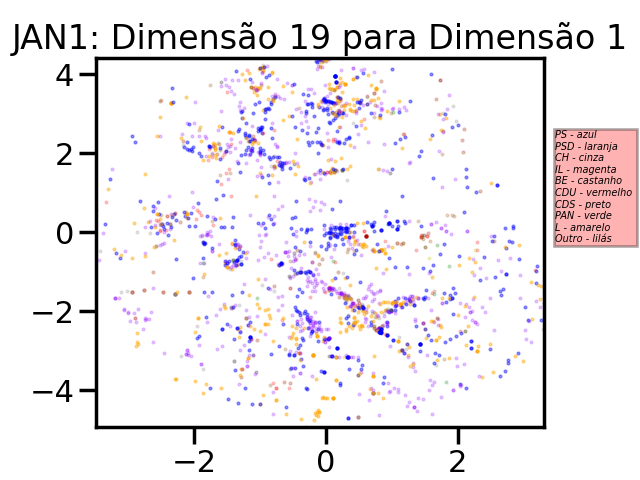 JAN1: Dimensão 19 para Dimensão 1
4
2
0
−2
−4
−2
0
2
PS - azul
PSD - laranja
CH - cinza
IL - magenta
BE - castanho
CDU - vermelho
CDS - preto
PAN - verde
L - amarelo
Outro - lilás